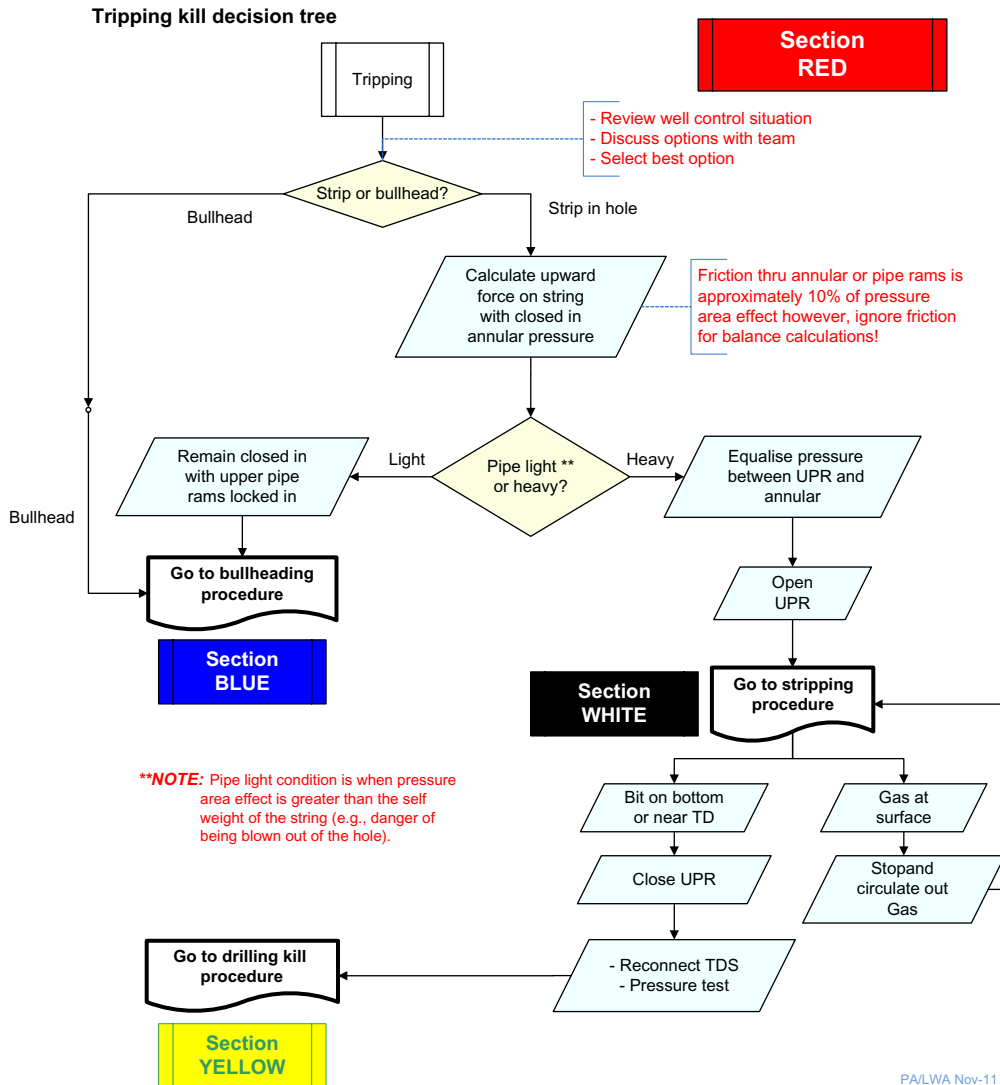 Tripping kill decision tree
Section
RED
Tripping
- Review well control situation
- Discuss options with team
- Select best option
Strip or bullhead?
Bullhead
Strip in hole
Calculate upward
force on string
with closed in
annular pressure
Friction thru annular or pipe rams is
approximately 10% of pressure
area effect however, ignore friction
for balance calculations!
Remain closed in
with upper pipe
rams locked in
Light
Pipe light **
or heavy?
Heavy
Equalise pressure
between UPR and
annular
Bullhead
Go to bullheading
procedure
Open
UPR
Section
BLUE
Section
WHITE
Go to stripping
procedure
**NOTE: Pipe light condition is when pressure
area effect is greater than the self
weight of the string (e.g., danger of
being blown out of the hole).
Bit on bottom
or near TD
Gas at
surface
Close UPR
Stopand
circulate out
Gas
Go to drilling kill
procedure
- Reconnect TDS
- Pressure test
Section
YELLOW
PA/LWA Nov-11